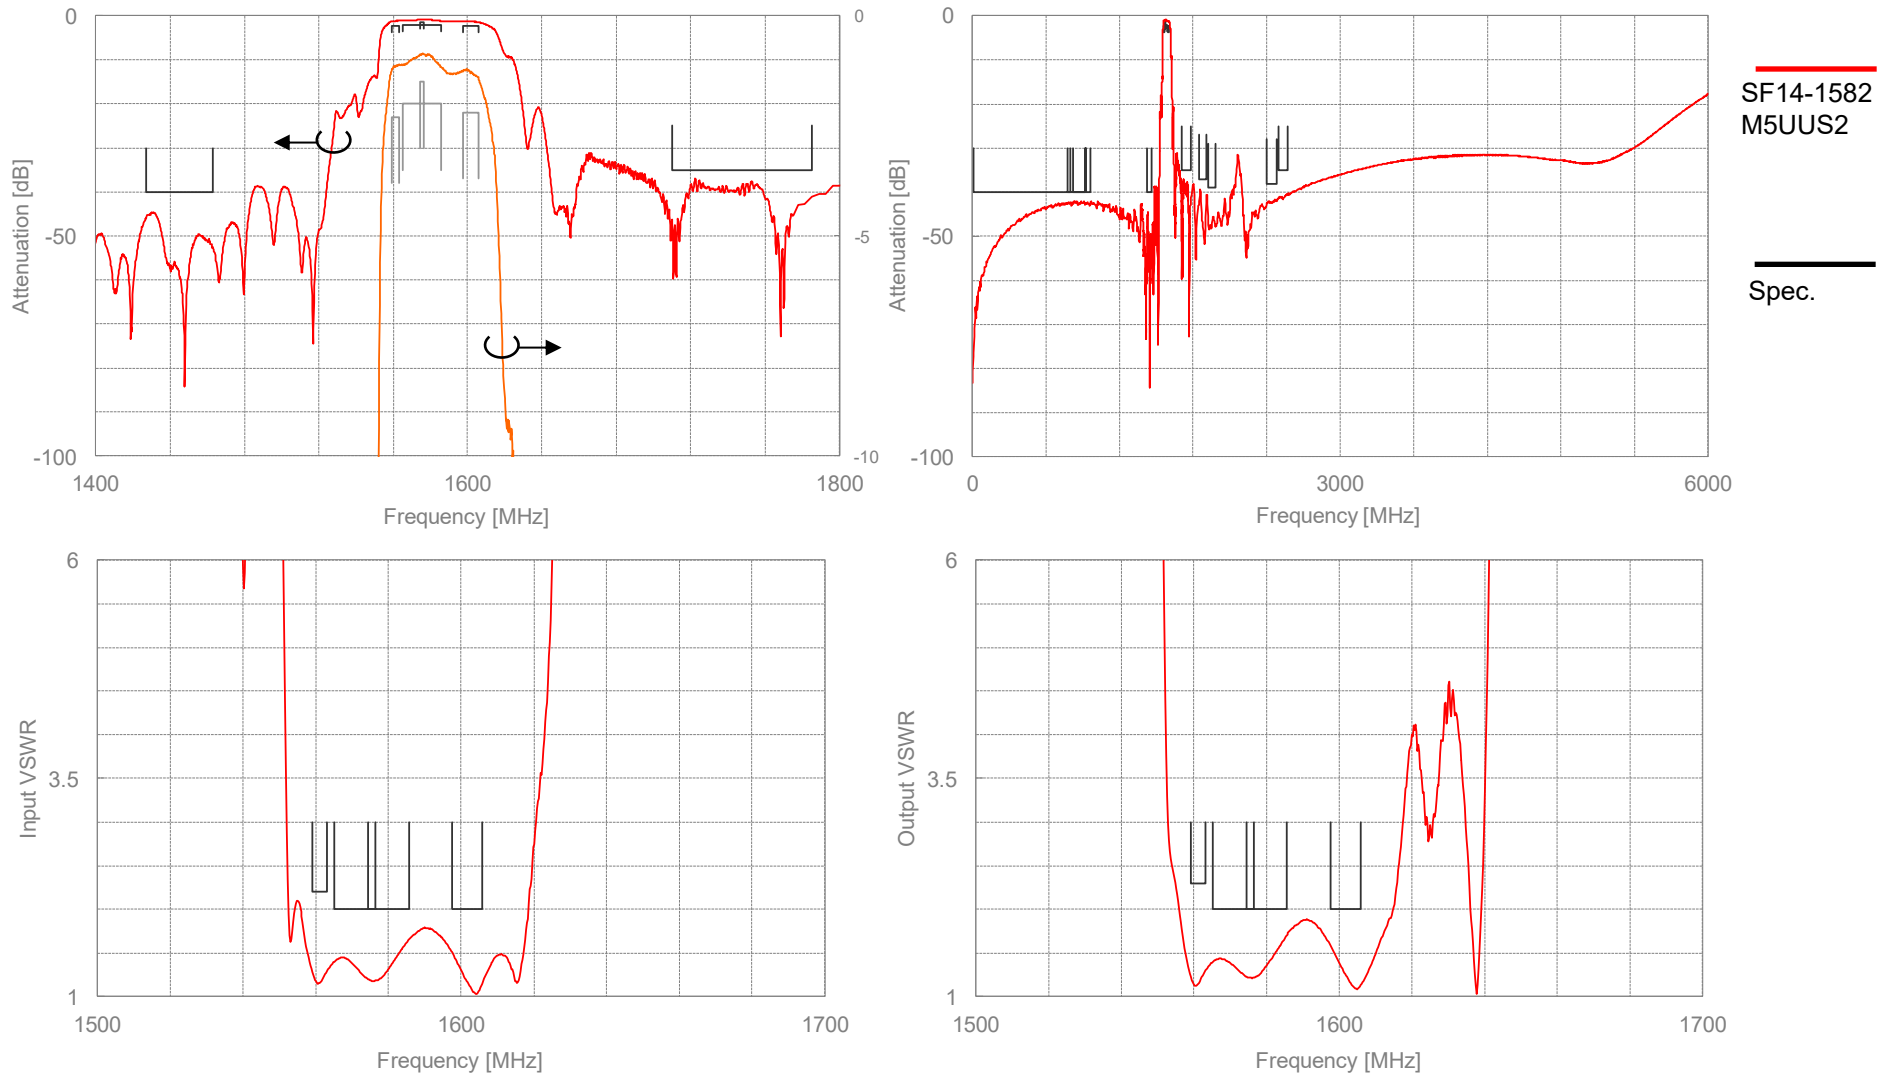 0
-50
-100
0
-5
-10
1400
1600
1800
Frequency [MHz]
Attenuation [dB]
0
-50
-100
0
3000
6000
Frequency [MHz]
Attenuation [dB]
SF14-1582
M5UUS2
Spec.
6
3.5
1
1500
1600
1700
Frequency [MHz]
Input VSWR
6
3.5
1
1500
1600
1700
Frequency [MHz]
Output VSWR